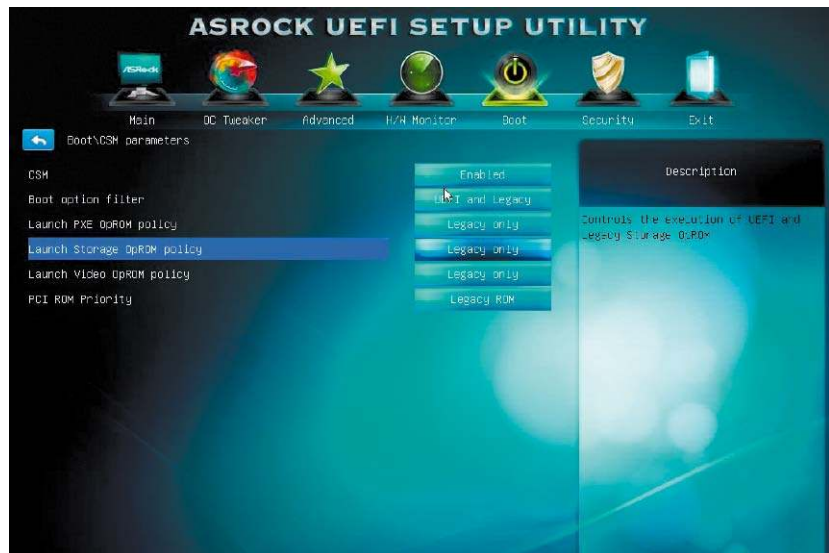 ASROCK UEFI SETUP UTILITY
ASRock
Main OC Tweaker Advanced H/W Monitor Boot Security Exit
Boot\CSM parameters
CSM Enabled
Boot option filter UEFI and Legacy
Launch PXE OpROM policy Legacy only
Launch Storage OpROM policy Legacy only
Launch Video OpROM policy Legacy only
PCI ROM Priority Legacy ROM
Description
Controls the execution of UEFI and
Legacy Storage OpROM